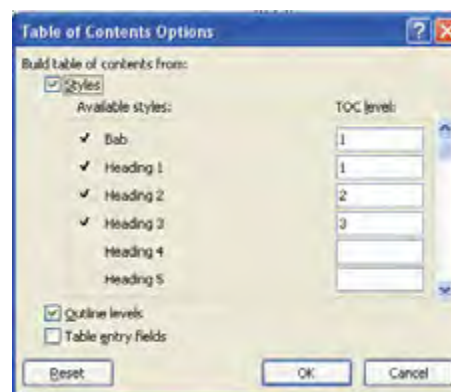 Table of Contents Options
Build table of contents from:
Styles
Available styles: TOC level:
Bab 1
Heading 1 1
Heading 2 2
Heading 3 3
Heading 4
Heading 5
Outline levels
Table entry fields
Reset OK Cancel